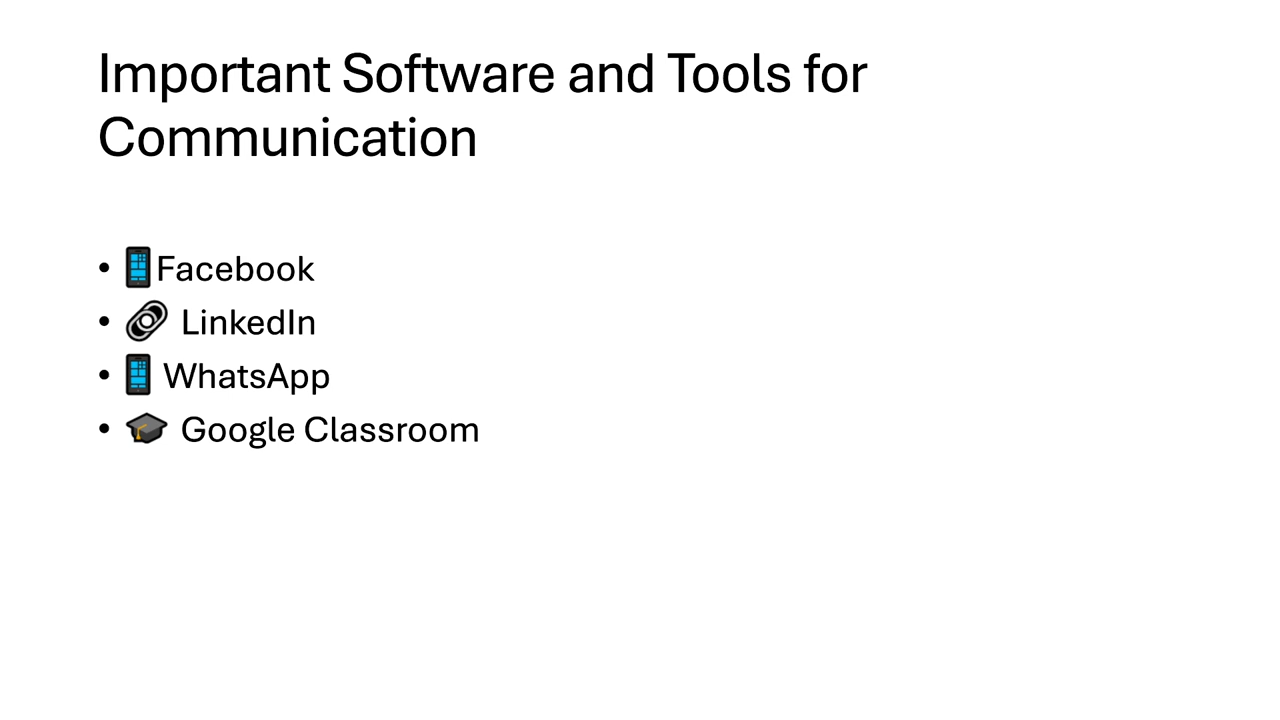 Important Software and Tools for
Communication
• 📱Facebook
• 🔗 LinkedIn
• 📱 WhatsApp
• 🎓 Google Classroom